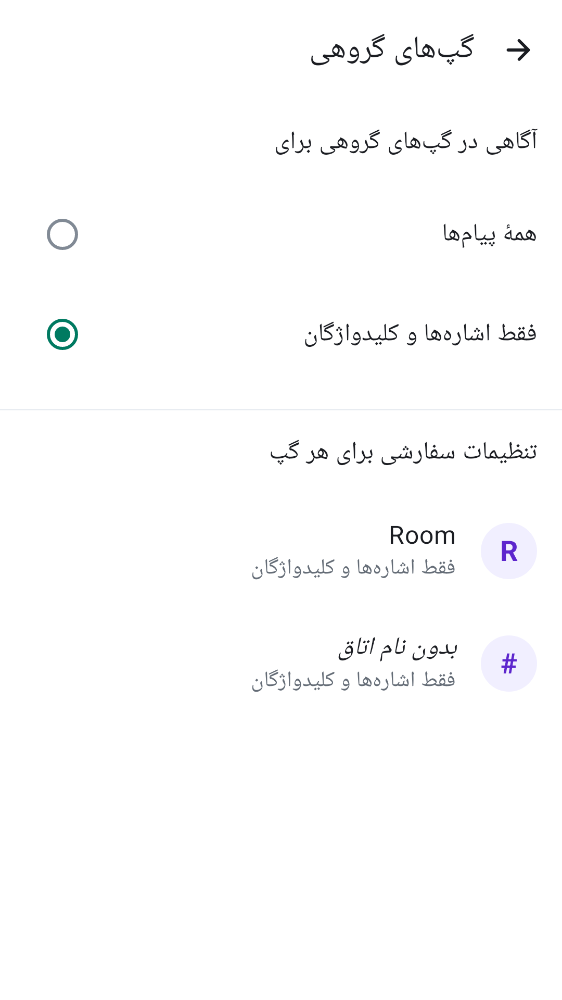 گپ‌های گروهی
آگاهی در گپ‌های گروهی برای
همهٔ پیام‌ها
فقط اشاره‌ها و کلیدواژگان
تنظیمات سفارشی برای هر گپ
R
Room
فقط اشاره‌ها و کلیدواژگان
#
بدون نام اتاق
فقط اشاره‌ها و کلیدواژگان